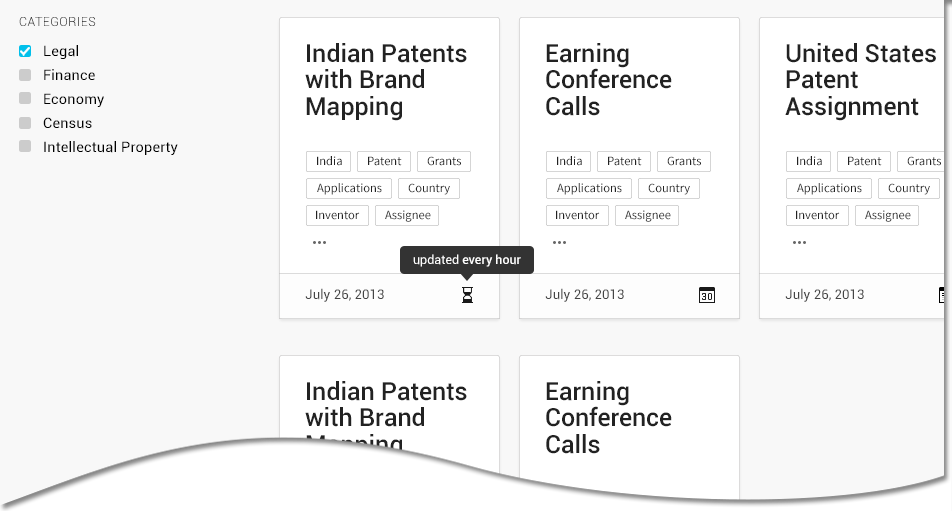 CATEGORIES
Legal
Finance
Economy
Census
Intellectual Property
Indian Patents
with Brand
Mapping
India Patent Grants
Applications Country
Inventor Assignee
...
updated every hour
July 26, 2013
Earning
Conference
Calls
India Patent Grants
Applications Country
Inventor Assignee
...
July 26, 2013
30
United States
Patent
Assignment
India Patent Grants
Applications Country
Inventor Assignee
...
July 26, 2013
Indian Patents
with Brand
Mapping
Earning
Conference
Calls